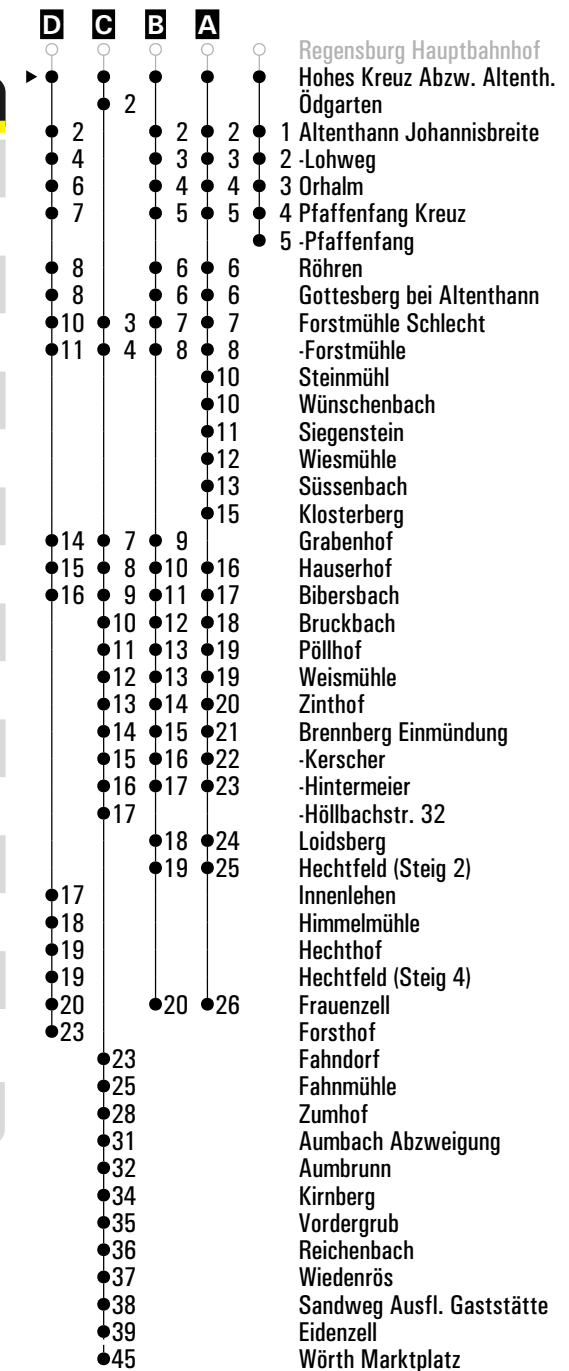 D C B A
Regensburg Hauptbahnhof
Hohes Kreuz Abzw. Altenth.
2 Ödgarten
2 2 2 1 Altenthann Johannisbreite
4 3 3 2 -Lohweg
6 4 4 3 Orhalm
7 5 5 4 Pfaffenfang Kreuz
5 -Pfaffenfang
8 6 6 Röhren
8 6 6 Gottesberg bei Altenthann
10 3 7 7 Forstmühle Schlecht
11 4 8 8 -Forstmühle
10 Steinmühl
10 Wünschenbach
11 Siegenstein
12 Wiesmühle
13 Süssenbach
15 Klosterberg
14 7 9 Grabenhof
15 8 10 16 Hauserhof
16 9 11 17 Bibersbach
10 12 18 Bruckbach
11 13 19 Pöllhof
12 13 19 Weismühle
13 14 20 Zinthof
14 15 21 Brennberg Einmündung
15 16 22 -Kerscher
16 17 23 -Hintermeier
17 -Höllbachstr. 32
18 24 Loidsberg
19 25 Hechtfeld (Steig 2)
17 Innenlehen
18 Himmelmühle
19 Hechthof
19 Hechtfeld (Steig 4)
20 20 26 Frauenzell
23 Forsthof
23 Fahndorf
25 Fahnmühle
28 Zumhof
31 Aumbach Abzweigung
32 Aumbrunn
34 Kirnberg
35 Vordergrub
36 Reichenbach
37 Wiedenrös
38 Sandweg Ausfl. Gaststätte
39 Eidenzell
45 Wörth Marktplatz